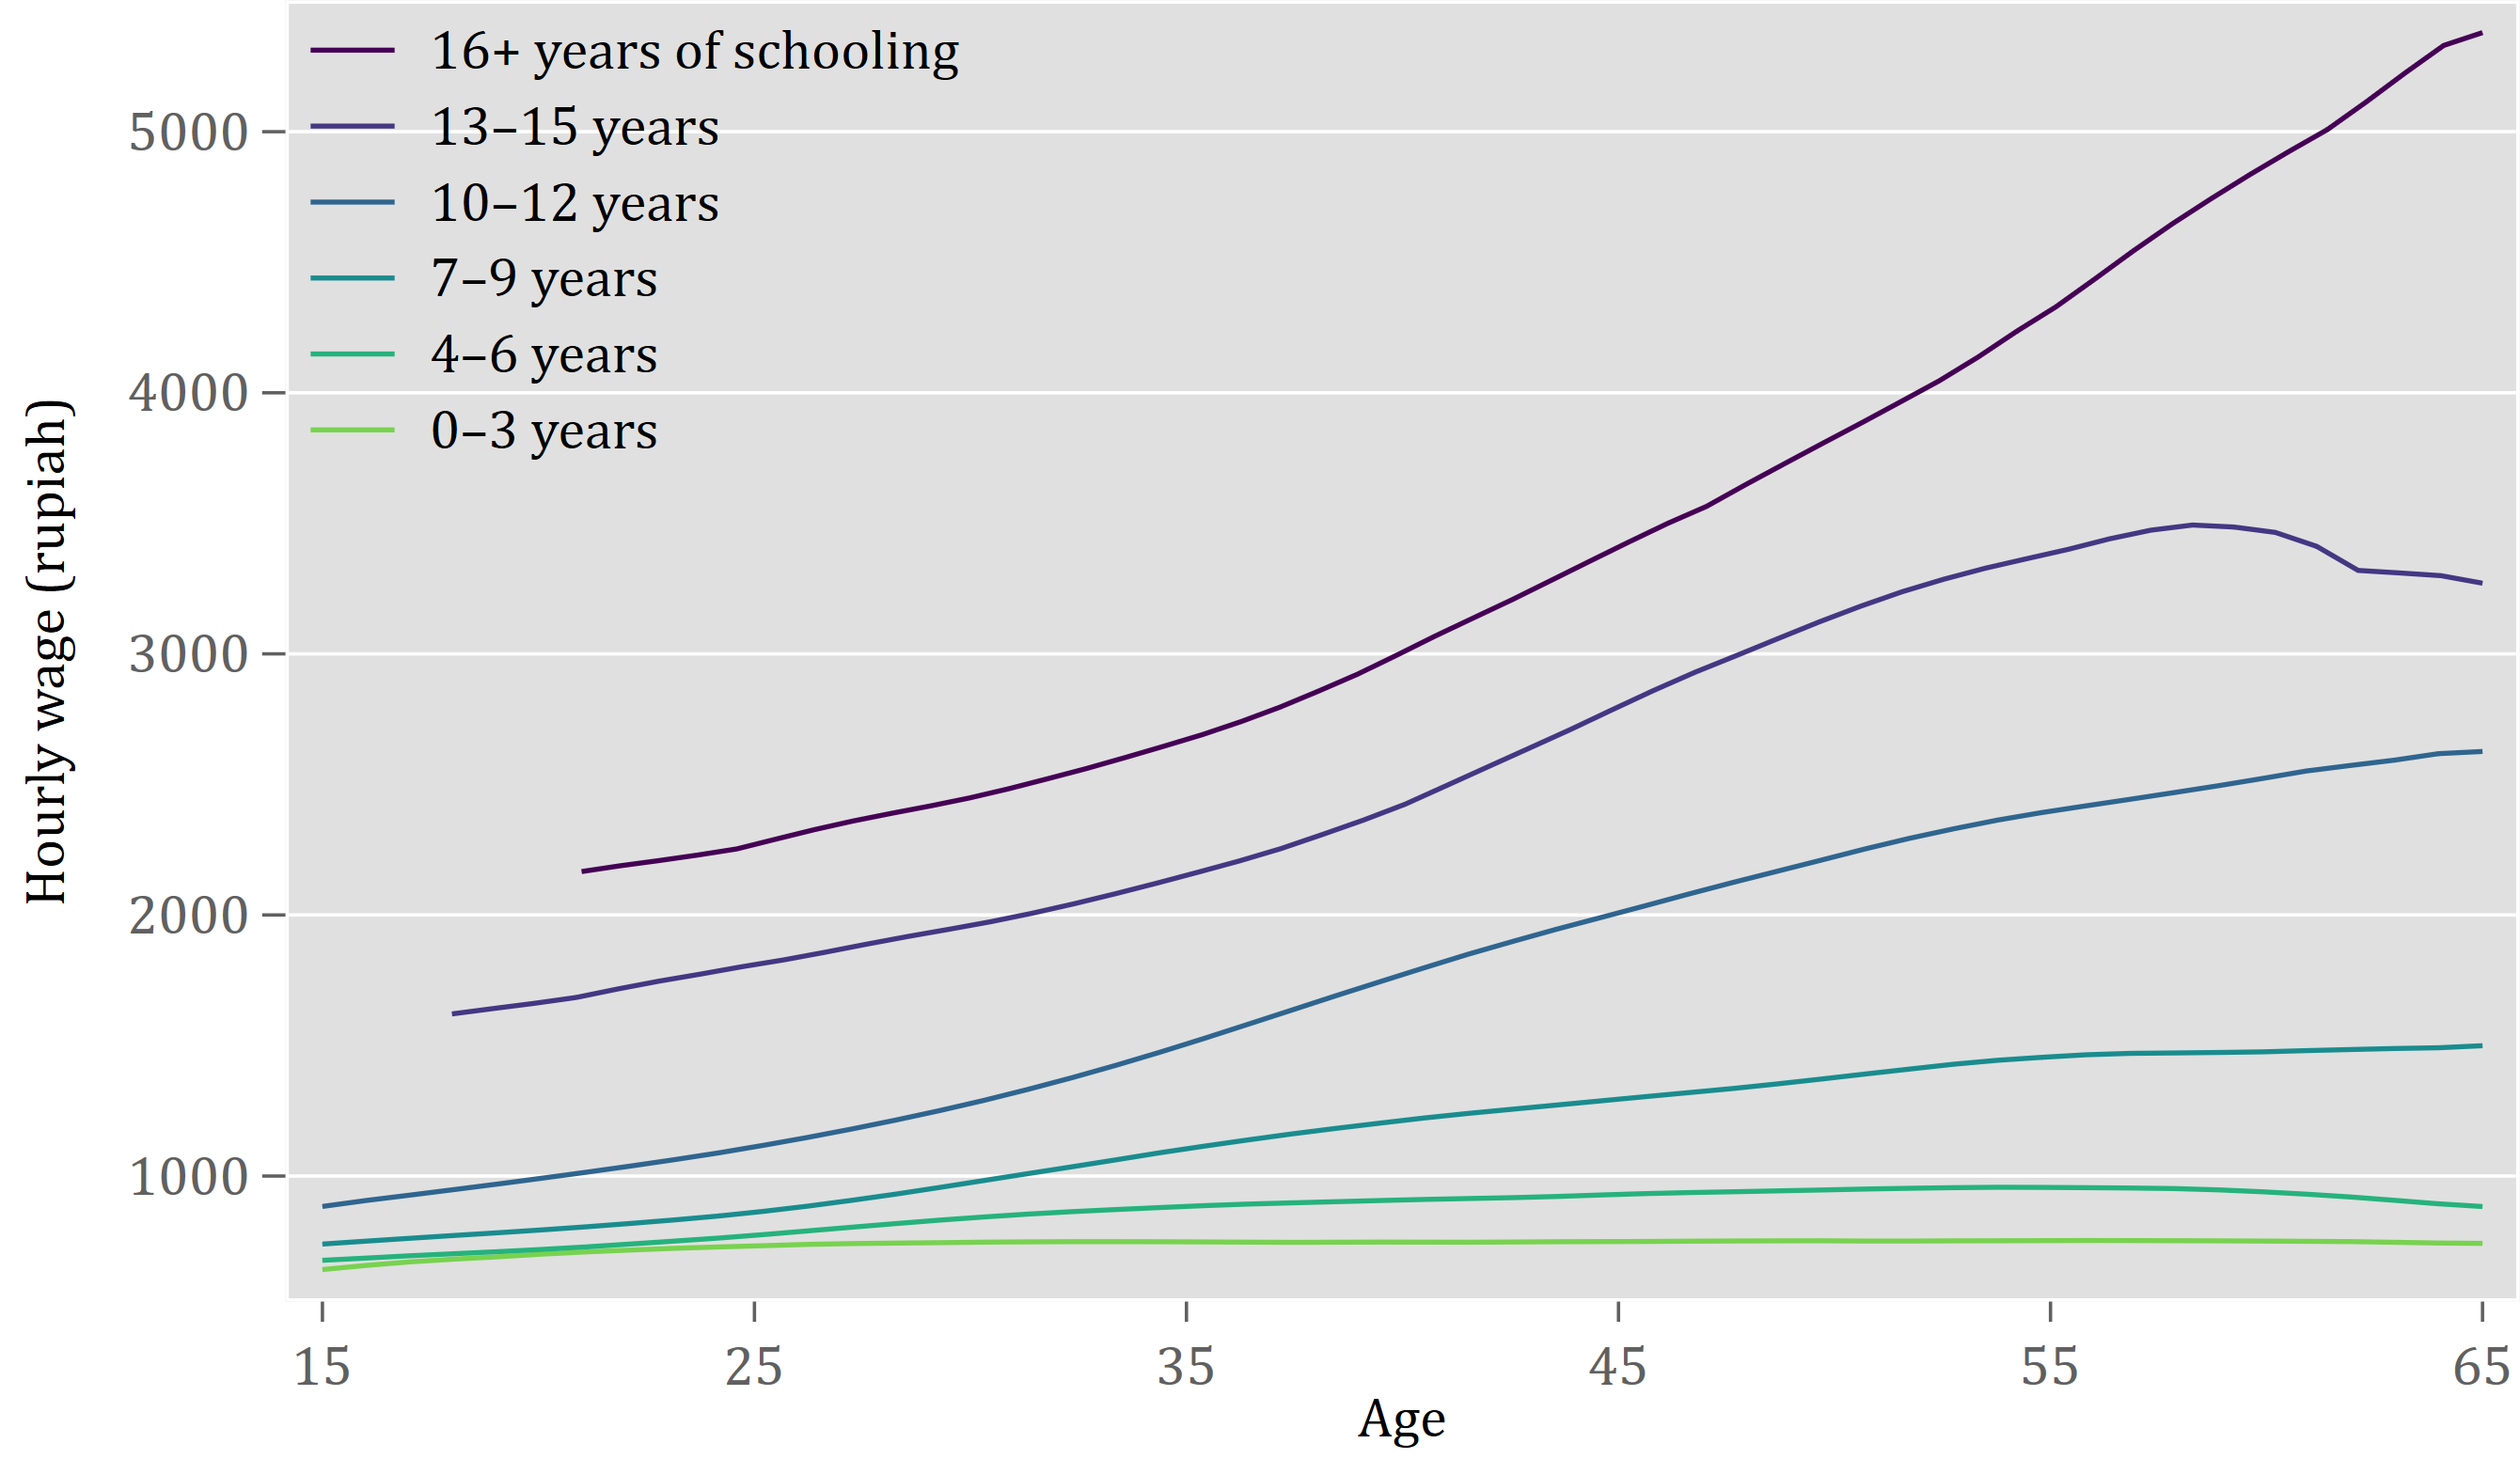 16+ years of schooling
13–15 years
10–12 years
7–9 years
4–6 years
0–3 years
5000
4000
3000
2000
1000
Hourly wage (rupiah)
15 25 35 45 55 65
Age